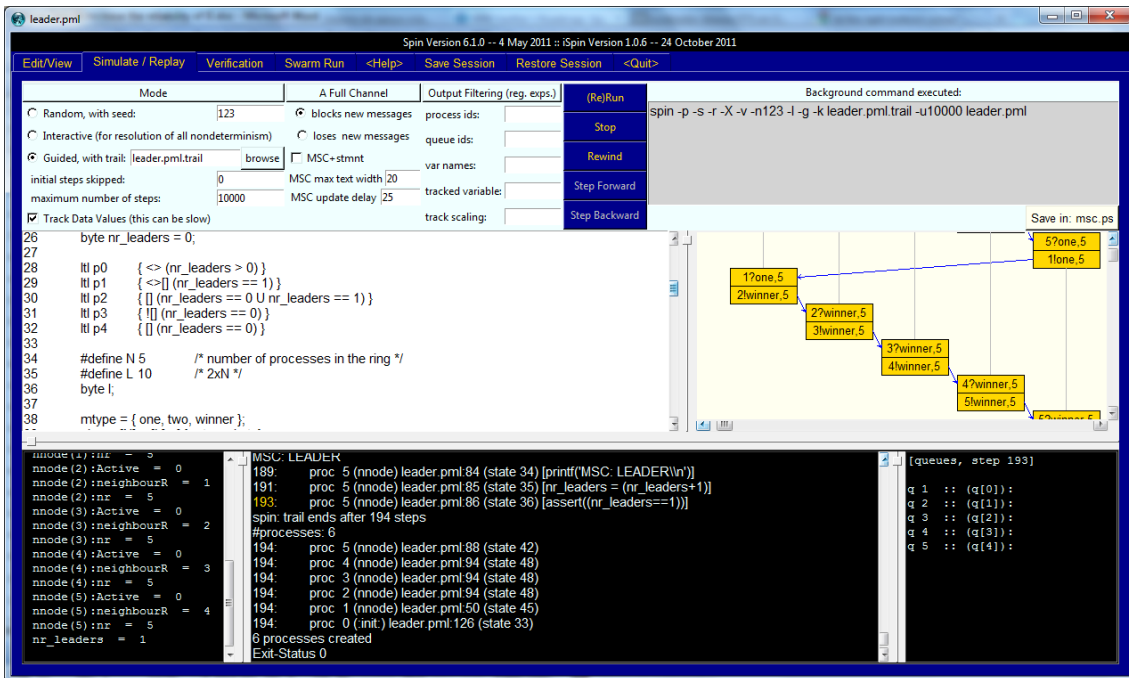 leader.pml
Spin Version 6.1.0 -- 4 May 2011 :: iSpin Version 1.0.6 -- 24 October 2011
Edit/View Simulate / Replay Verification Swarm Run <Help> Save Session Restore Session <Quit>
Mode
Random, with seed: 123
Interactive (for resolution of all nondeterminism)
Guided, with trail: leader.pml.trail browse
initial steps skipped: 0
maximum number of steps: 10000
Track Data Values (this can be slow)
A Full Channel
blocks new messages
loses new messages
MSC+stmnt
MSC max text width 20
MSC update delay 25
Output Filtering (reg. exps.)
process ids:
queue ids:
var names:
tracked variable:
track scaling:
(Re)Run
Stop
Rewind
Step Forward
Step Backward
Background command executed:
spin -p -s -r -X -v -n123 -l -g -k leader.pml.trail -u10000 leader.pml
Save in: msc.ps
26 byte nr_leaders = 0;
27
28 ltl p0 { <> (nr_leaders > 0) }
29 ltl p1 { <>[] (nr_leaders == 1) }
30 ltl p2 { [] (nr_leaders == 0 U nr_leaders == 1) }
31 ltl p3 { ![] (nr_leaders == 0) }
32 ltl p4 { [] (nr_leaders == 0) }
33
34 #define N 5 /* number of processes in the ring */
35 #define L 10 /* 2xN */
36 byte I;
37
38 mtype = { one, two, winner };
5?one,5
1!one,5
1?one,5
2!winner,5
2?winner,5
3!winner,5
3?winner,5
4!winner,5
4?winner,5
5!winner,5
5?winner,5
nnode(1):nr = 5
nnode(2):Active = 0
nnode(2):neighbourR = 1
nnode(2):nr = 5
nnode(3):Active = 0
nnode(3):neighbourR = 2
nnode(3):nr = 5
nnode(4):Active = 0
nnode(4):neighbourR = 3
nnode(4):nr = 5
nnode(5):Active = 0
nnode(5):neighbourR = 4
nnode(5):nr = 5
nr_leaders = 1
MSC: LEADER
189: proc 5 (nnode) leader.pml:84 (state 34) [printf('MSC: LEADER\\n')]
191: proc 5 (nnode) leader.pml:85 (state 35) [nr_leaders = (nr_leaders+1)]
193: proc 5 (nnode) leader.pml:86 (state 36) [assert((nr_leaders==1))]
spin: trail ends after 194 steps
#processes: 6
194: proc 5 (nnode) leader.pml:88 (state 42)
194: proc 4 (nnode) leader.pml:94 (state 48)
194: proc 3 (nnode) leader.pml:94 (state 48)
194: proc 2 (nnode) leader.pml:94 (state 48)
194: proc 1 (nnode) leader.pml:50 (state 45)
194: proc 0 (:init:) leader.pml:126 (state 33)
6 processes created
Exit-Status 0
[queues, step 193]
q 1 :: (q[0]):
q 2 :: (q[1]):
q 3 :: (q[2]):
q 4 :: (q[3]):
q 5 :: (q[4]):